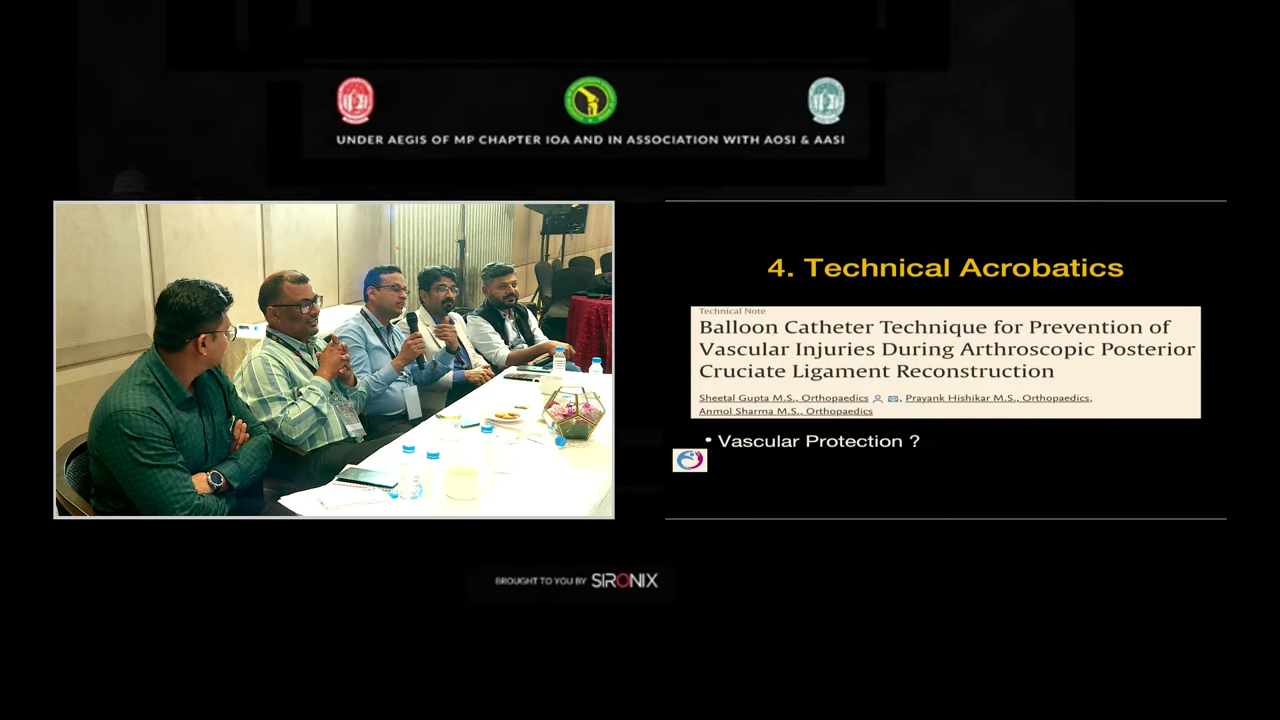 UNDER AEGIS OF MP CHAPTER IOA AND IN ASSOCIATION WITH AOSI & AASI
4. Technical Acrobatics
Technical Note
Balloon Catheter Technique for Prevention of
Vascular Injuries During Arthroscopic Posterior
Cruciate Ligament Reconstruction
Sheetal Gupta M.S., Orthopaedics , Prayank Hishikar M.S., Orthopaedics,
Anmol Sharma M.S., Orthopaedics
• Vascular Protection ?
BROUGHT TO YOU BY SIRONIX